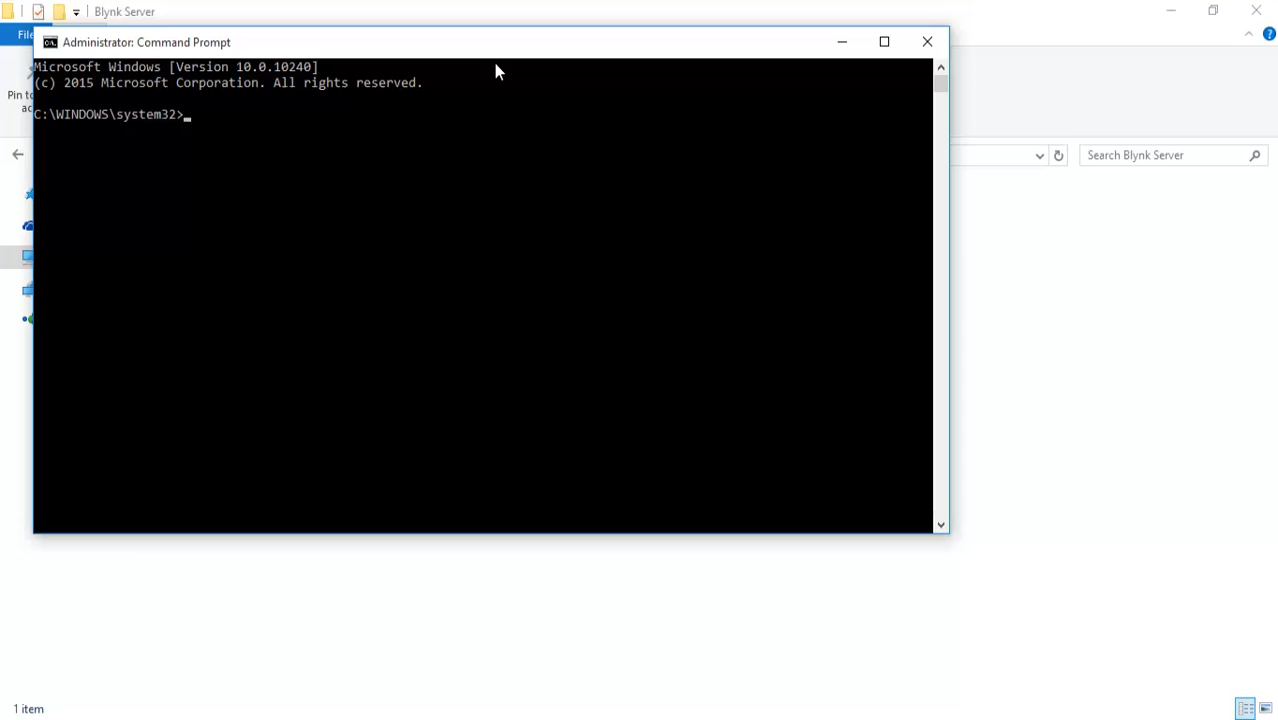 Blynk Server
File
Administrator: Command Prompt
Microsoft Windows [Version 10.0.10240]
(c) 2015 Microsoft Corporation. All rights reserved.
Pin to
C:\WINDOWS\system32>
Search Blynk Server
1 item